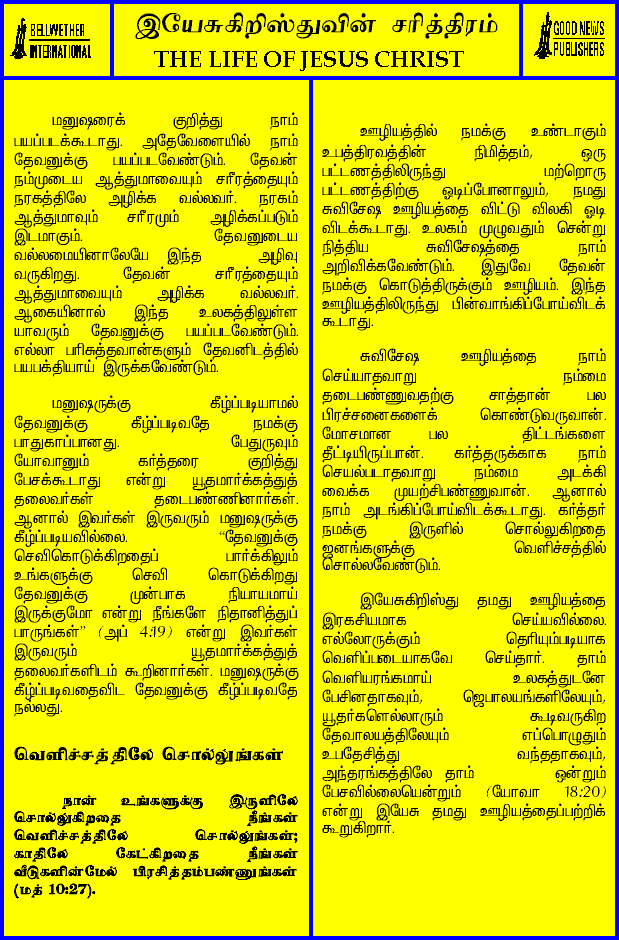 BELLWETHER
INTERNATIONAL
இயேசுகிறிஸ்துவின் சரித்திரம்
THE LIFE OF JESUS CHRIST
GOOD NEWS
PUBLISHERS
மனுஷரைக் குறித்து நாம்
பயப்படக்கூடாது. அதேவேளையில் நாம்
தேவனுக்கு பயப்படவேண்டும். தேவன்
நம்முடைய ஆத்துமாவையும் சரீரத்தையும்
நரகத்திலே அழிக்க வல்லவர். நரகம்
ஆத்துமாவும் சரீரமும் அழிக்கப்படும்
இடமாகும். தேவனுடைய
வல்லமையினாலேயே இந்த அழிவு
வருகிறது. தேவன் சரீரத்தையும்
ஆத்துமாவையும் அழிக்க வல்லவர்.
ஆகையினால் இந்த உலகத்திலுள்ள
யாவரும் தேவனுக்கு பயப்படவேண்டும்.
எல்லா பரிசுத்தவான்களும் தேவனிடத்தில்
பயபக்தியாய் இருக்கவேண்டும்.
மனுஷருக்கு கீழ்ப்படியாமல்
தேவனுக்கு கீழ்ப்படிவதே நமக்கு
பாதுகாப்பானது. பேதுருவும்
யோவானும் கர்த்தரை குறித்து
பேசக்கூடாது என்று யூதமார்க்கத்துத்
தலைவர்கள் தடைபண்ணினார்கள்.
ஆனால் இவர்கள் இருவரும் மனுஷருக்கு
கீழ்ப்படியவில்லை. “தேவனுக்கு
செவிகொடுக்கிறதைப் பார்க்கிலும்
உங்களுக்கு செவி கொடுக்கிறது
தேவனுக்கு முன்பாக நியாயமாய்
இருக்குமோ என்று நீங்களே நிதானித்துப்
பாருங்கள்” (அப் 4:19) என்று இவர்கள்
இருவரும் யூதமார்க்கத்துத்
தலைவர்களிடம் கூறினார்கள். மனுஷருக்கு
கீழ்ப்படிவதைவிட தேவனுக்கு கீழ்ப்படிவதே
நல்லது.
வெளிச்சத்திலே சொல்லுங்கள்
நான் உங்களுக்கு இருளிலே
சொல்லுகிறதை நீங்கள்
வெளிச்சத்திலே சொல்லுங்கள்;
காதிலே கேட்கிறதை நீங்கள்
வீடுகளின்மேல் பிரசித்தம்பண்ணுங்கள்
(மத் 10:27).
ஊழியத்தில் நமக்கு உண்டாகும்
உபத்திரவத்தின் நிமித்தம், ஒரு
பட்டணத்திலிருந்து மற்றொரு
பட்டணத்திற்கு ஓடிப்போனாலும், நமது
சுவிசேஷ ஊழியத்தை விட்டு விலகி ஓடி
விடக்கூடாது. உலகம் முழுவதும் சென்று
நித்திய சுவிசேஷத்தை நாம்
அறிவிக்கவேண்டும். இதுவே தேவன்
நமக்கு கொடுத்திருக்கும் ஊழியம். இந்த
ஊழியத்திலிருந்து பின்வாங்கிப்போய்விடக்
கூடாது.
சுவிசேஷ ஊழியத்தை நாம்
செய்யாதவாறு நம்மை
தடைபண்ணுவதற்கு சாத்தான் பல
பிரச்சனைகளைக் கொண்டுவருவான்.
மோசமான பல திட்டங்களை
தீட்டியிருப்பான். கர்த்தருக்காக நாம்
செயல்படாதவாறு நம்மை அடக்கி
வைக்க முயற்சிபண்ணுவான். ஆனால்
நாம் அடங்கிப்போய்விடக்கூடாது. கர்த்தர்
நமக்கு இருளில் சொல்லுகிறதை
ஜனங்களுக்கு வெளிச்சத்தில்
சொல்லவேண்டும்.
இயேசுகிறிஸ்து தமது ஊழியத்தை
இரகசியமாக செய்யவில்லை.
எல்லோருக்கும் தெரியும்படியாக
வெளிப்படையாகவே செய்தார். தாம்
வெளியரங்கமாய் உலகத்துடனே
பேசினதாகவும், ஜெபாலயங்களிலேயும்,
யூதர்களெல்லாரும் கூடிவருகிற
தேவாலயத்திலேயும் எப்பொழுதும்
உபதேசித்து வந்ததாகவும்,
அந்தரங்கத்திலே தாம் ஒன்றும்
பேசவில்லையென்றும் (யோவா 18:20)
என்று இயேசு தமது ஊழியத்தைப்பற்றிக்
கூறுகிறார்.